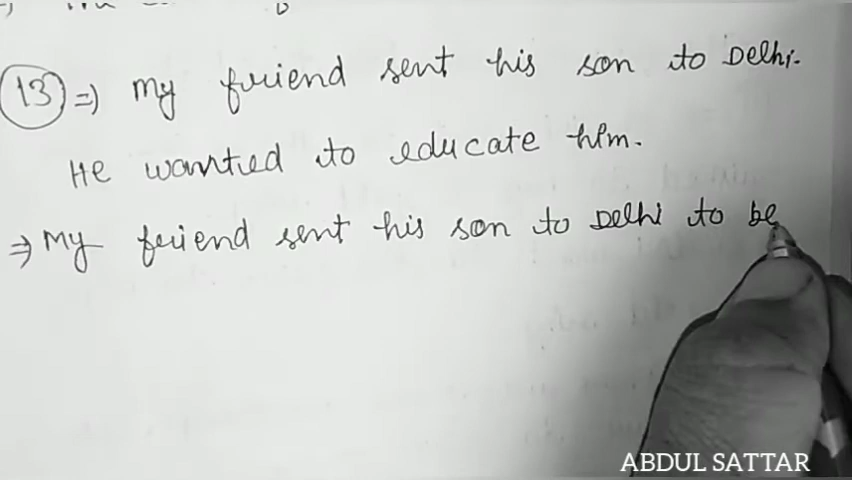 13 => My friend sent his son to Delhi.
He wanted to educate him.
=> My friend sent his son to Delhi to be
ABDUL SATTAR